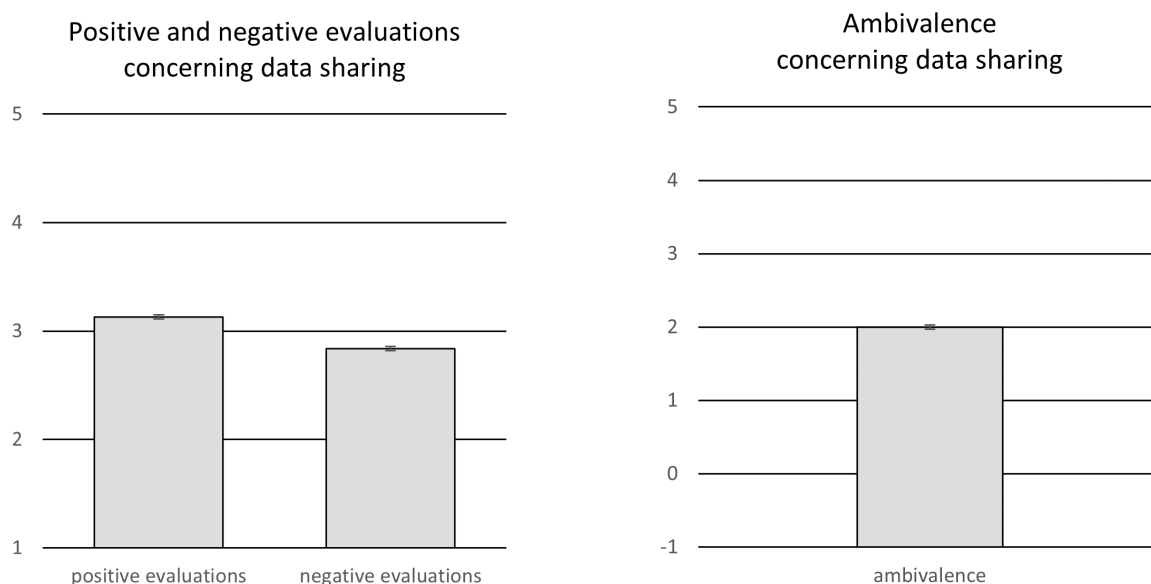 Positive and negative evaluations
concerning data sharing
5
4
3
2
1
positive evaluations
negative evaluations
Ambivalence
concerning data sharing
5
4
3
2
1
0
-1
ambivalence